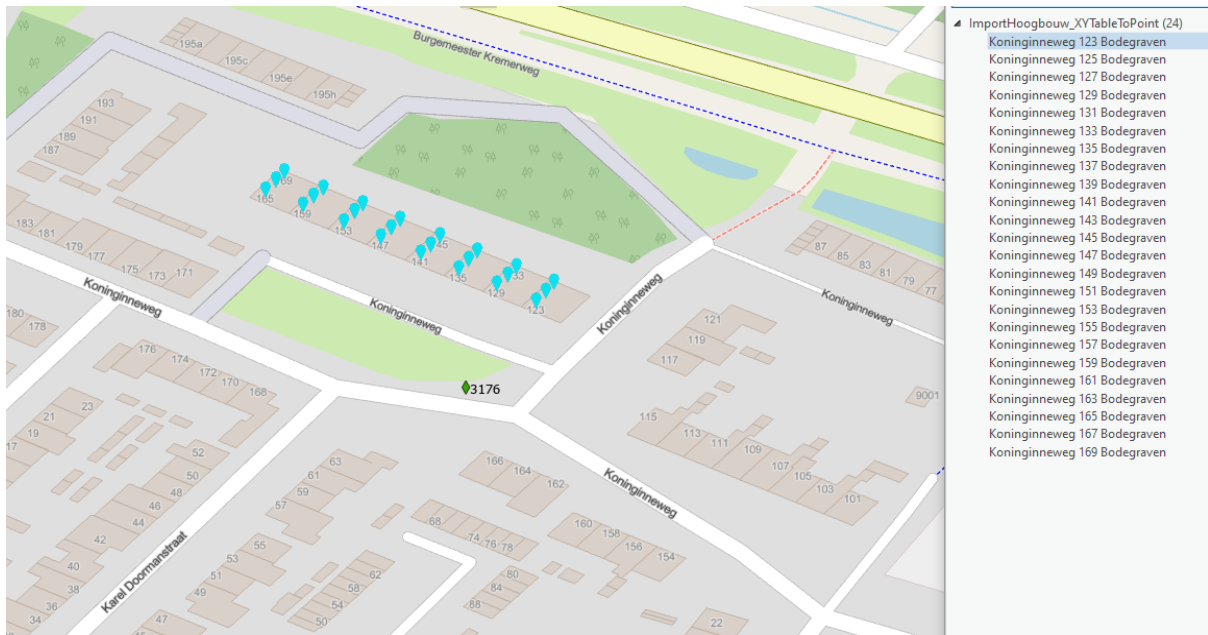 195a
195c
195e
195h
Burgemeester Kremerweg
193
191
189
187
69
165
159
153
147
45
141
135
33
129
123
183
181
179
177
175
173
171
Koninginneweg
180
178
Koninginneweg
Koninginneweg
87
85
83
81
79
77
Koninginneweg
121
119
117
176
174
172
170
168
3176
9001
115
113
111
109
107
105
103
101
21
23
19
17
52
50
48
46
44
42
40
38
36
34
63
61
59
57
166
164
162
Koninginneweg
68
74
76
78
160
158
156
154
Karel Doormanstraat
55
53
51
49
47
45
62
58
54
50
80
84
88
22
ImportHoogbouw_XYTableToPoint (24)
Koninginneweg 123 Bodegraven
Koninginneweg 125 Bodegraven
Koninginneweg 127 Bodegraven
Koninginneweg 129 Bodegraven
Koninginneweg 131 Bodegraven
Koninginneweg 133 Bodegraven
Koninginneweg 135 Bodegraven
Koninginneweg 137 Bodegraven
Koninginneweg 139 Bodegraven
Koninginneweg 141 Bodegraven
Koninginneweg 143 Bodegraven
Koninginneweg 145 Bodegraven
Koninginneweg 147 Bodegraven
Koninginneweg 149 Bodegraven
Koninginneweg 151 Bodegraven
Koninginneweg 153 Bodegraven
Koninginneweg 155 Bodegraven
Koninginneweg 157 Bodegraven
Koninginneweg 159 Bodegraven
Koninginneweg 161 Bodegraven
Koninginneweg 163 Bodegraven
Koninginneweg 165 Bodegraven
Koninginneweg 167 Bodegraven
Koninginneweg 169 Bodegraven